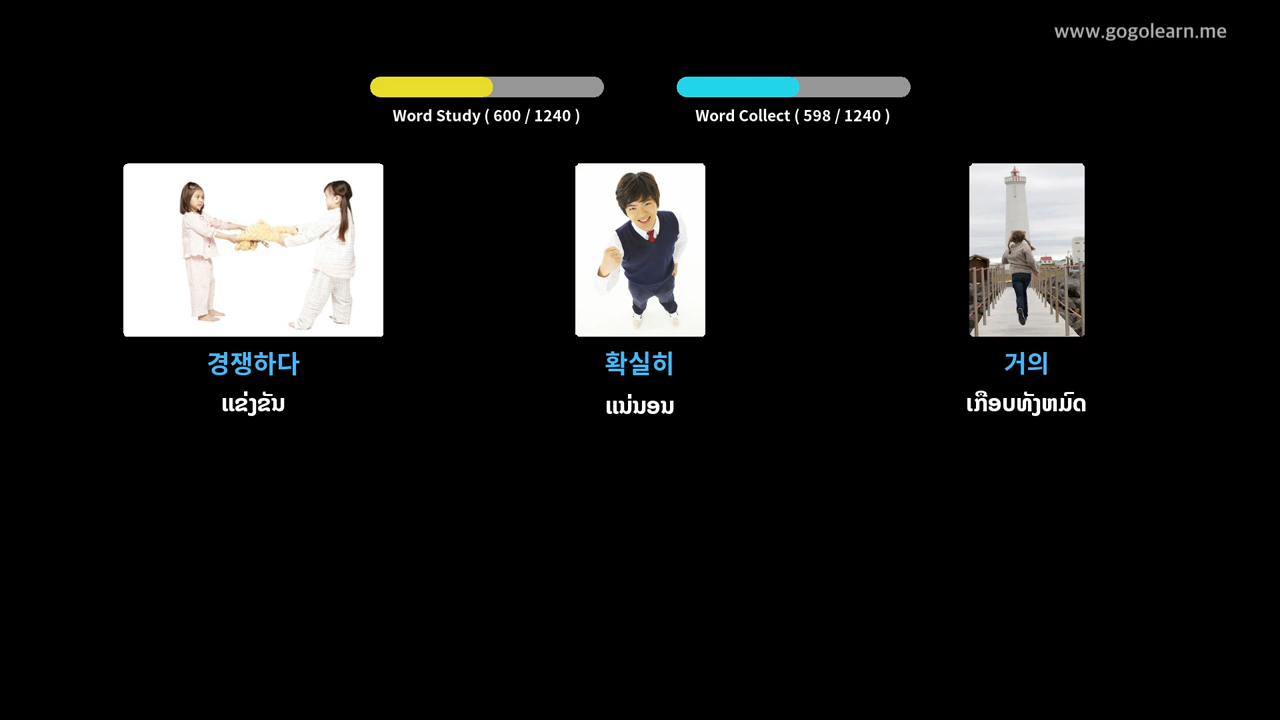 www.gogolearn.me
Word Study ( 600 / 1240 )
Word Collect ( 598 / 1240 )
경쟁하다
ແຂ່ງຂັນ
확실히
ແນ່ນອນ
거의
ເກືອບທັງຫມົດ